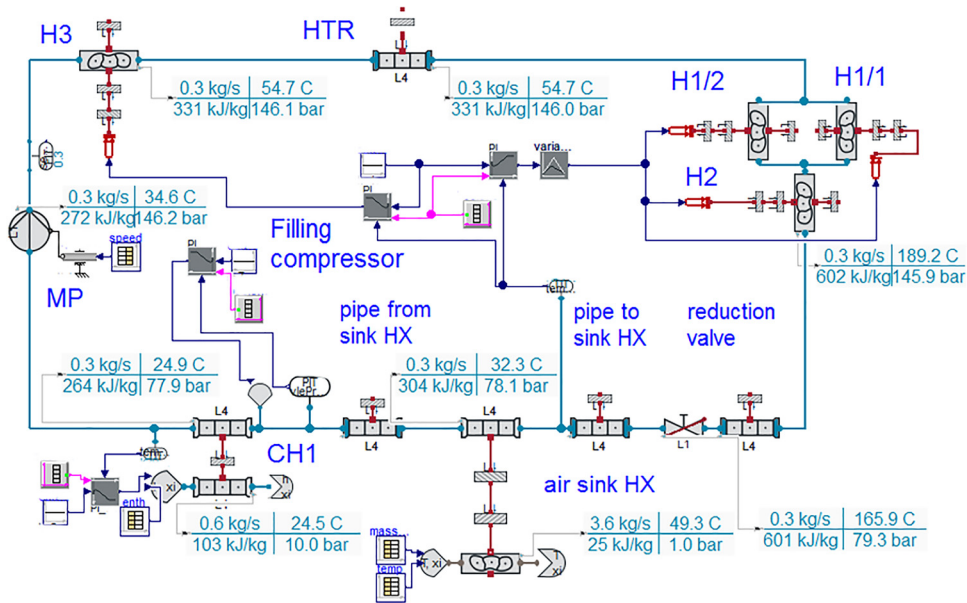 H3
HTR
L4
0.3 kg/s 54.7 C
331 kJ/kg 146.1 bar
0.3 kg/s 54.7 C
331 kJ/kg 146.0 bar
H1/2
H1/1
PI
varia...
0.3
0.3 kg/s 34.6 C
272 kJ/kg 146.2 bar
PI
H2
speed
PI
Filling
compressor
0.3 kg/s 189.2 C
602 kJ/kg 145.9 bar
MP
pipe from
sink HX
pipe to
sink HX
reduction
valve
0.3 kg/s 24.9 C
264 kJ/kg 77.9 bar
0.3 kg/s 32.3 C
304 kJ/kg 78.1 bar
L4
L4
L4
L4
L1
L4
CH1
enth
xi
xi
air sink HX
0.6 kg/s 24.5 C
103 kJ/kg 10.0 bar
mass...
temp
xi
xi
3.6 kg/s 49.3 C
25 kJ/kg 1.0 bar
0.3 kg/s 165.9 C
601 kJ/kg 79.3 bar